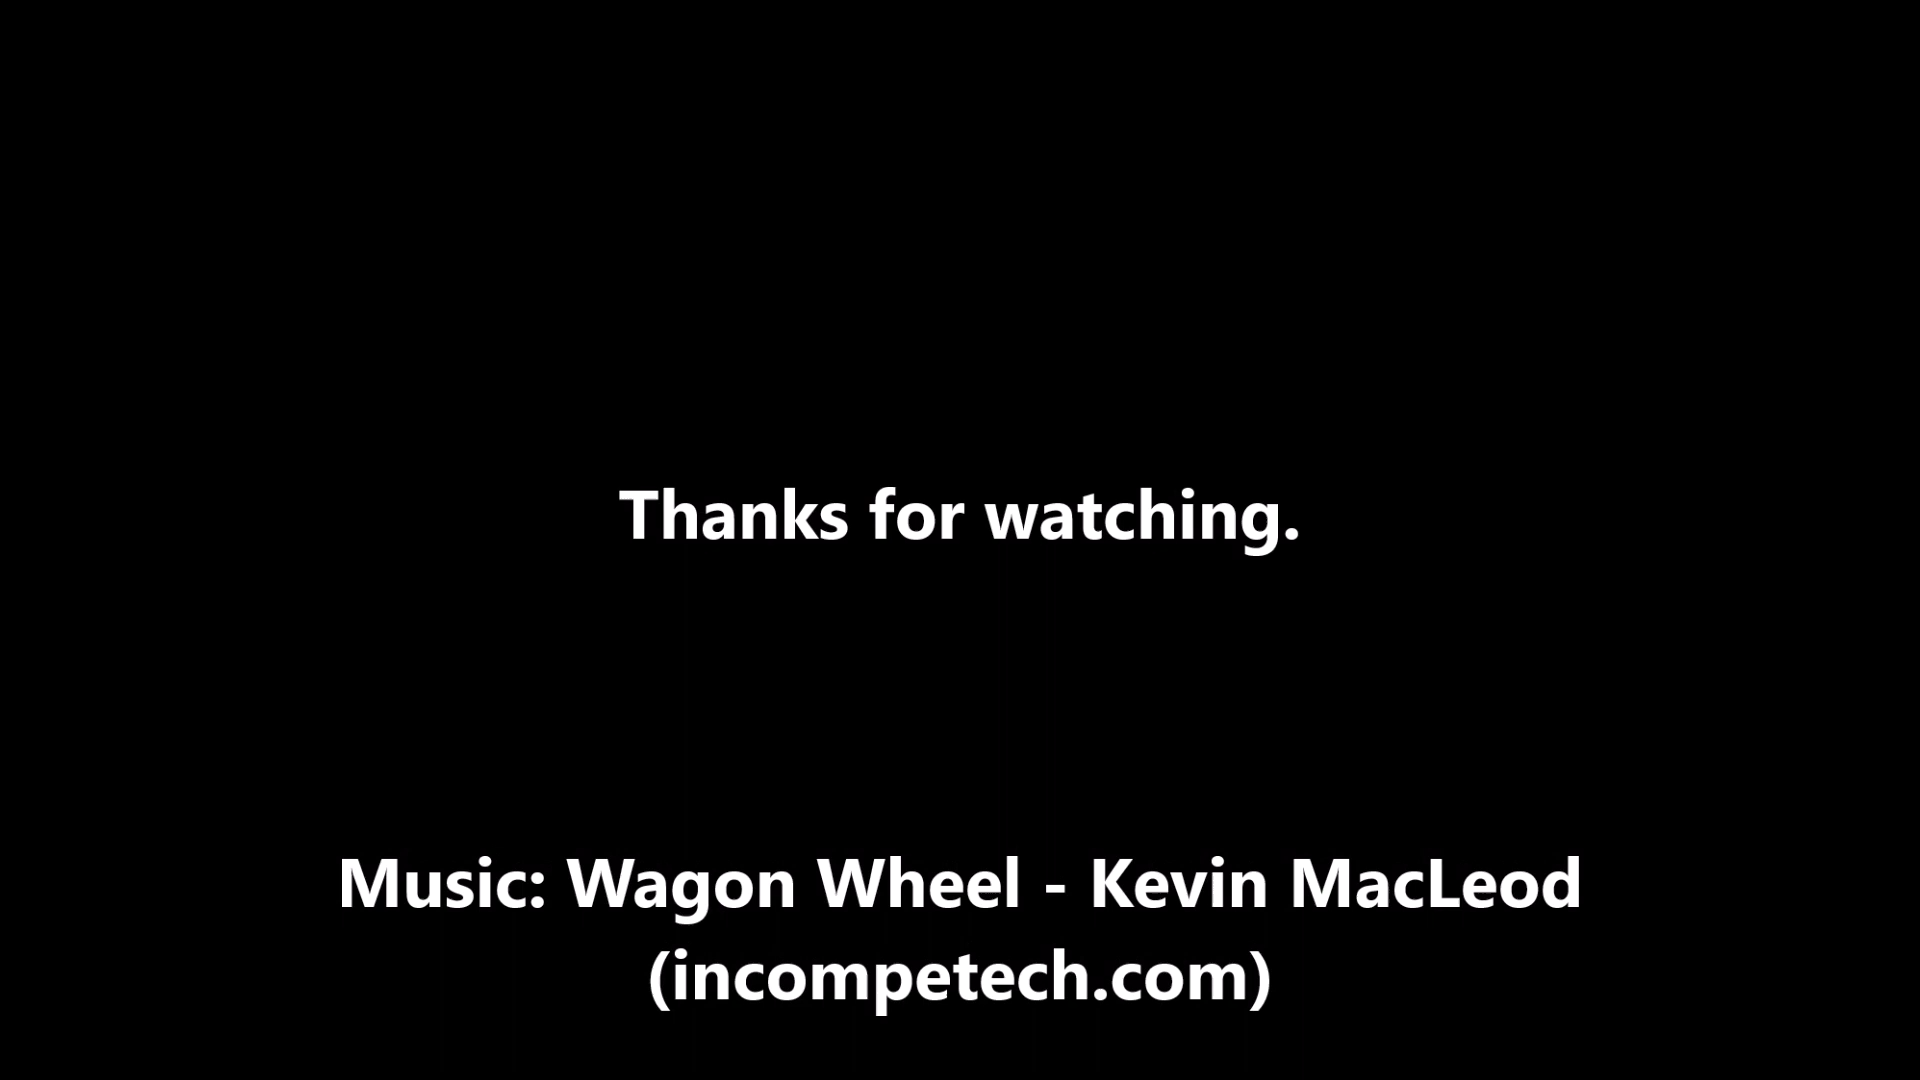 Thanks for watching.
Music: Wagon Wheel - Kevin MacLeod
(incompetech.com)